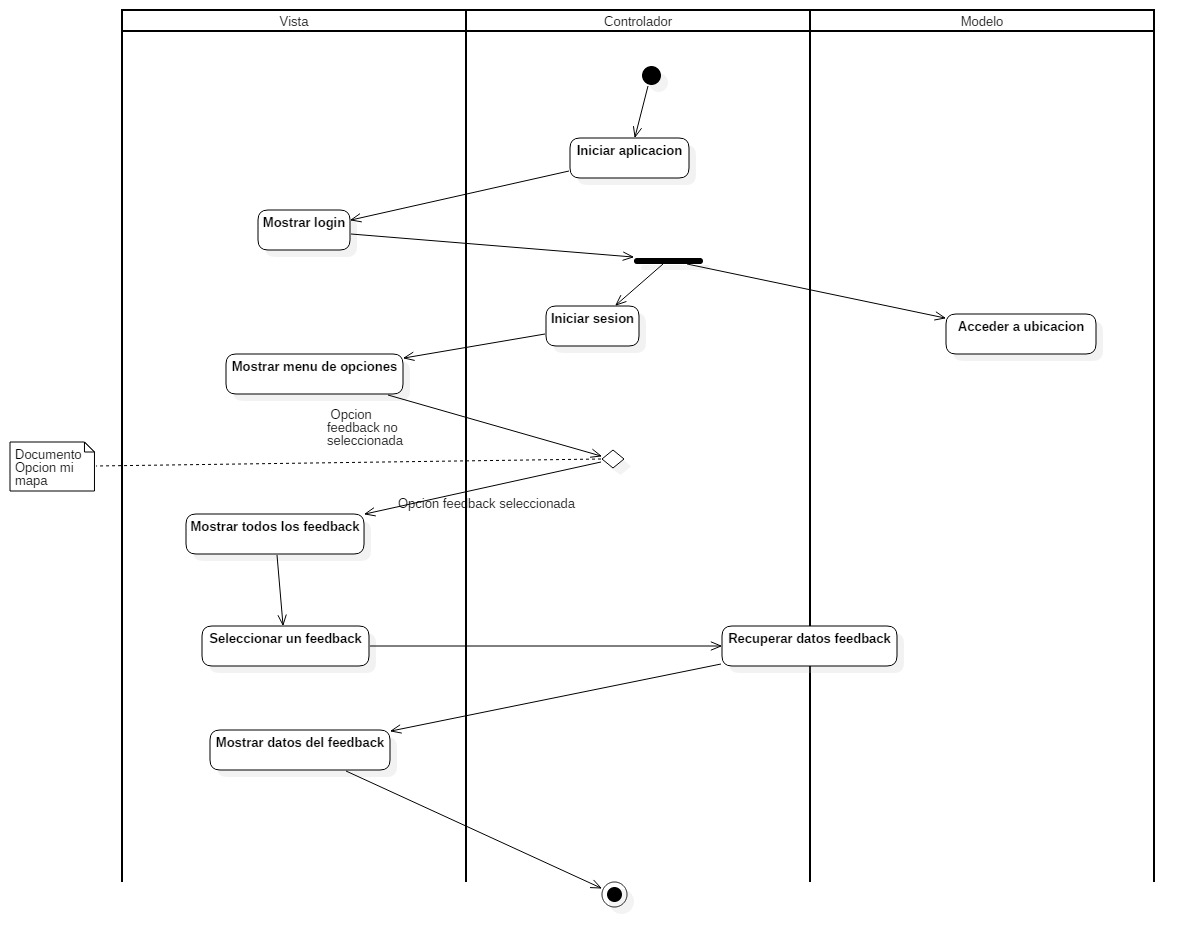 Vista
Controlador
Modelo
Iniciar aplicacion
Mostrar login
Iniciar sesion
Acceder a ubicacion
Mostrar menu de opciones
Opcion
feedback no
seleccionada
Documento
Opcion mi
mapa
Opcion feedback seleccionada
Mostrar todos los feedback
Seleccionar un feedback
Recuperar datos feedback
Mostrar datos del feedback